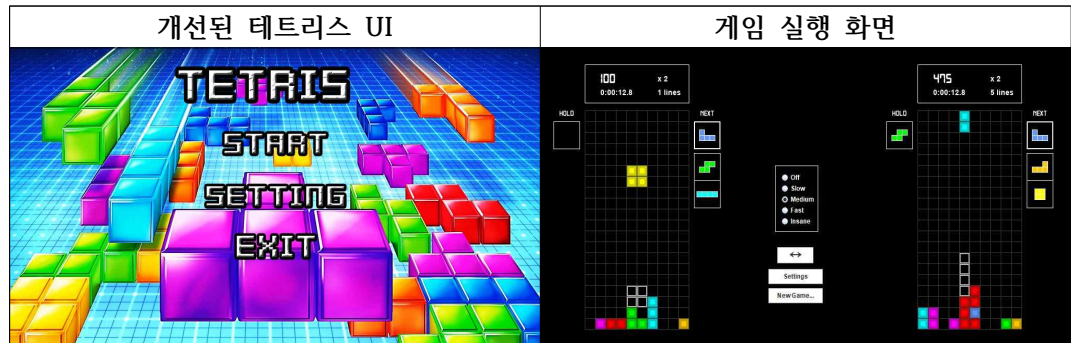 개선된 테트리스 UI
게임 실행 화면
TETRIS
START
SETTING
EXIT
100 x 2
0:00:12.8 1 lines
HOLD
NEXT
Off
Slow
Medium
Fast
Insane
↔
Settings
New Game...
475 x 2
0:00:12.8 5 lines
HOLD
NEXT